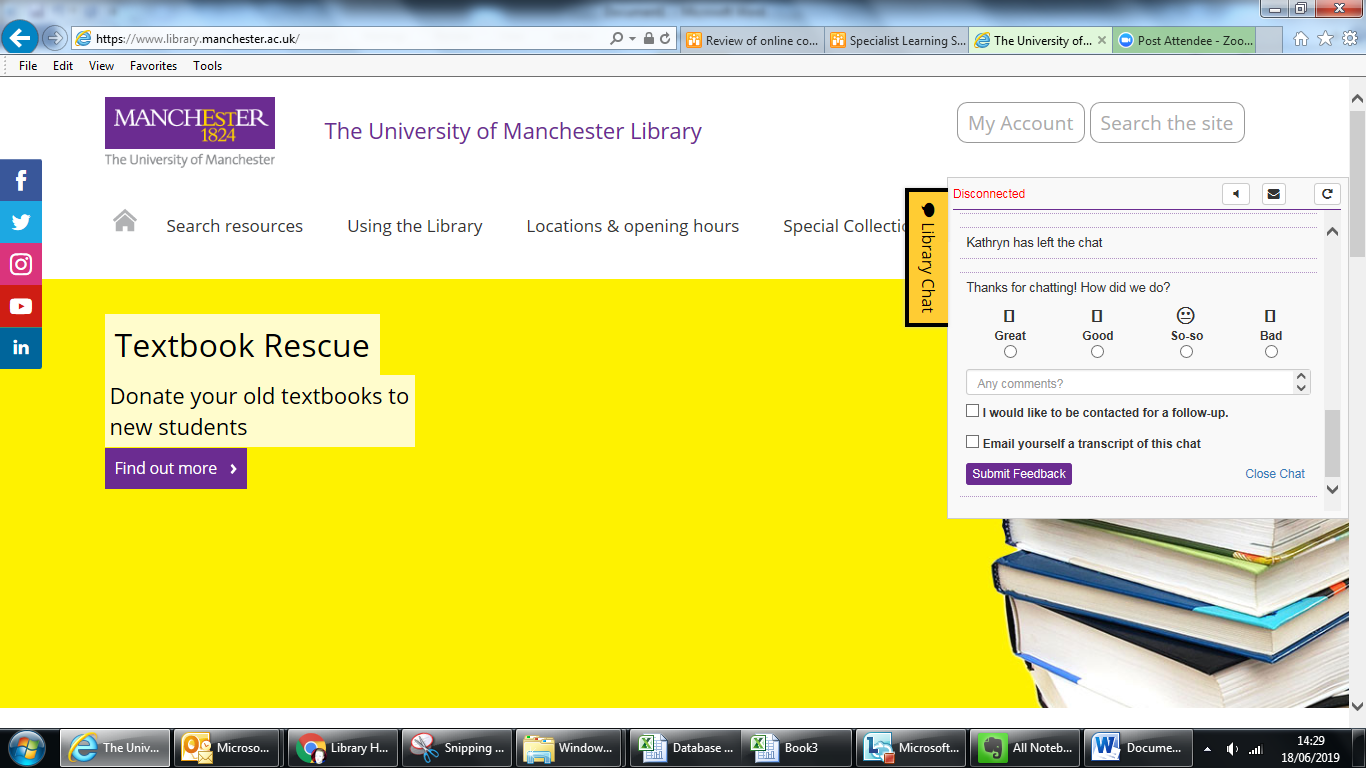 https://www.library.manchester.ac.uk/
Review of online co...
Specialist Learning S...
The University of...
Post Attendee - Zoo...
File Edit View Favorites Tools
MANCHESTER
1824
The University of Manchester
The University of Manchester Library
My Account
Search the site
Search resources
Using the Library
Locations & opening hours
Special Collectio
Library Chat
Disconnected
Kathryn has left the chat
Thanks for chatting! How did we do?
Great Good So-so Bad
Any comments?
I would like to be contacted for a follow-up.
Email yourself a transcript of this chat
Submit Feedback
Close Chat
Textbook Rescue
Donate your old textbooks to
new students
Find out more
The Univ...
Microso...
Library H...
Snipping ...
Window...
Database ...
Book3
Microsoft...
All Noteb...
Docume...
14:29
18/06/2019